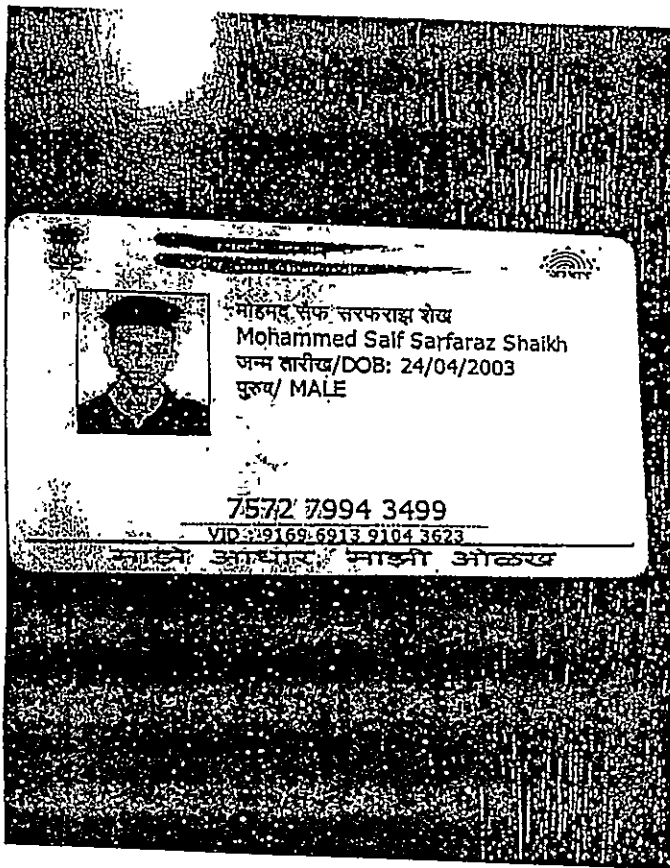 आधार
मोहम्मद सैफ सरफराझ शेख
Mohammed Saif Sarfaraz Shaikh
जन्म तारीख/DOB: 24/04/2003
पुरुष/ MALE
7572 7994 3499
VID : 9169 6913 9104 3623
माझे आधार, माझी ओळख